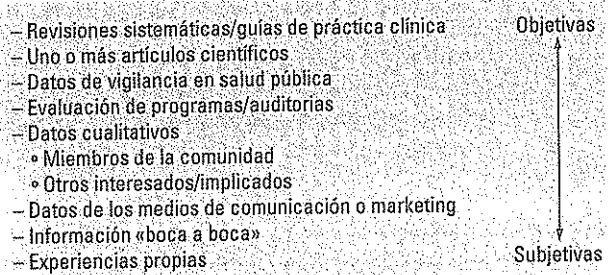 – Revisiones sistemáticas/guías de práctica clínica Objetivas
– Uno o más artículos científicos
– Datos de vigilancia en salud pública
– Evaluación de programas/auditorias
– Datos cualitativos
• Miembros de la comunidad
• Otros interesados/implicados
– Datos de los medios de comunicación o marketing
– Información «boca a boca»
– Experiencias propias Subjetivas